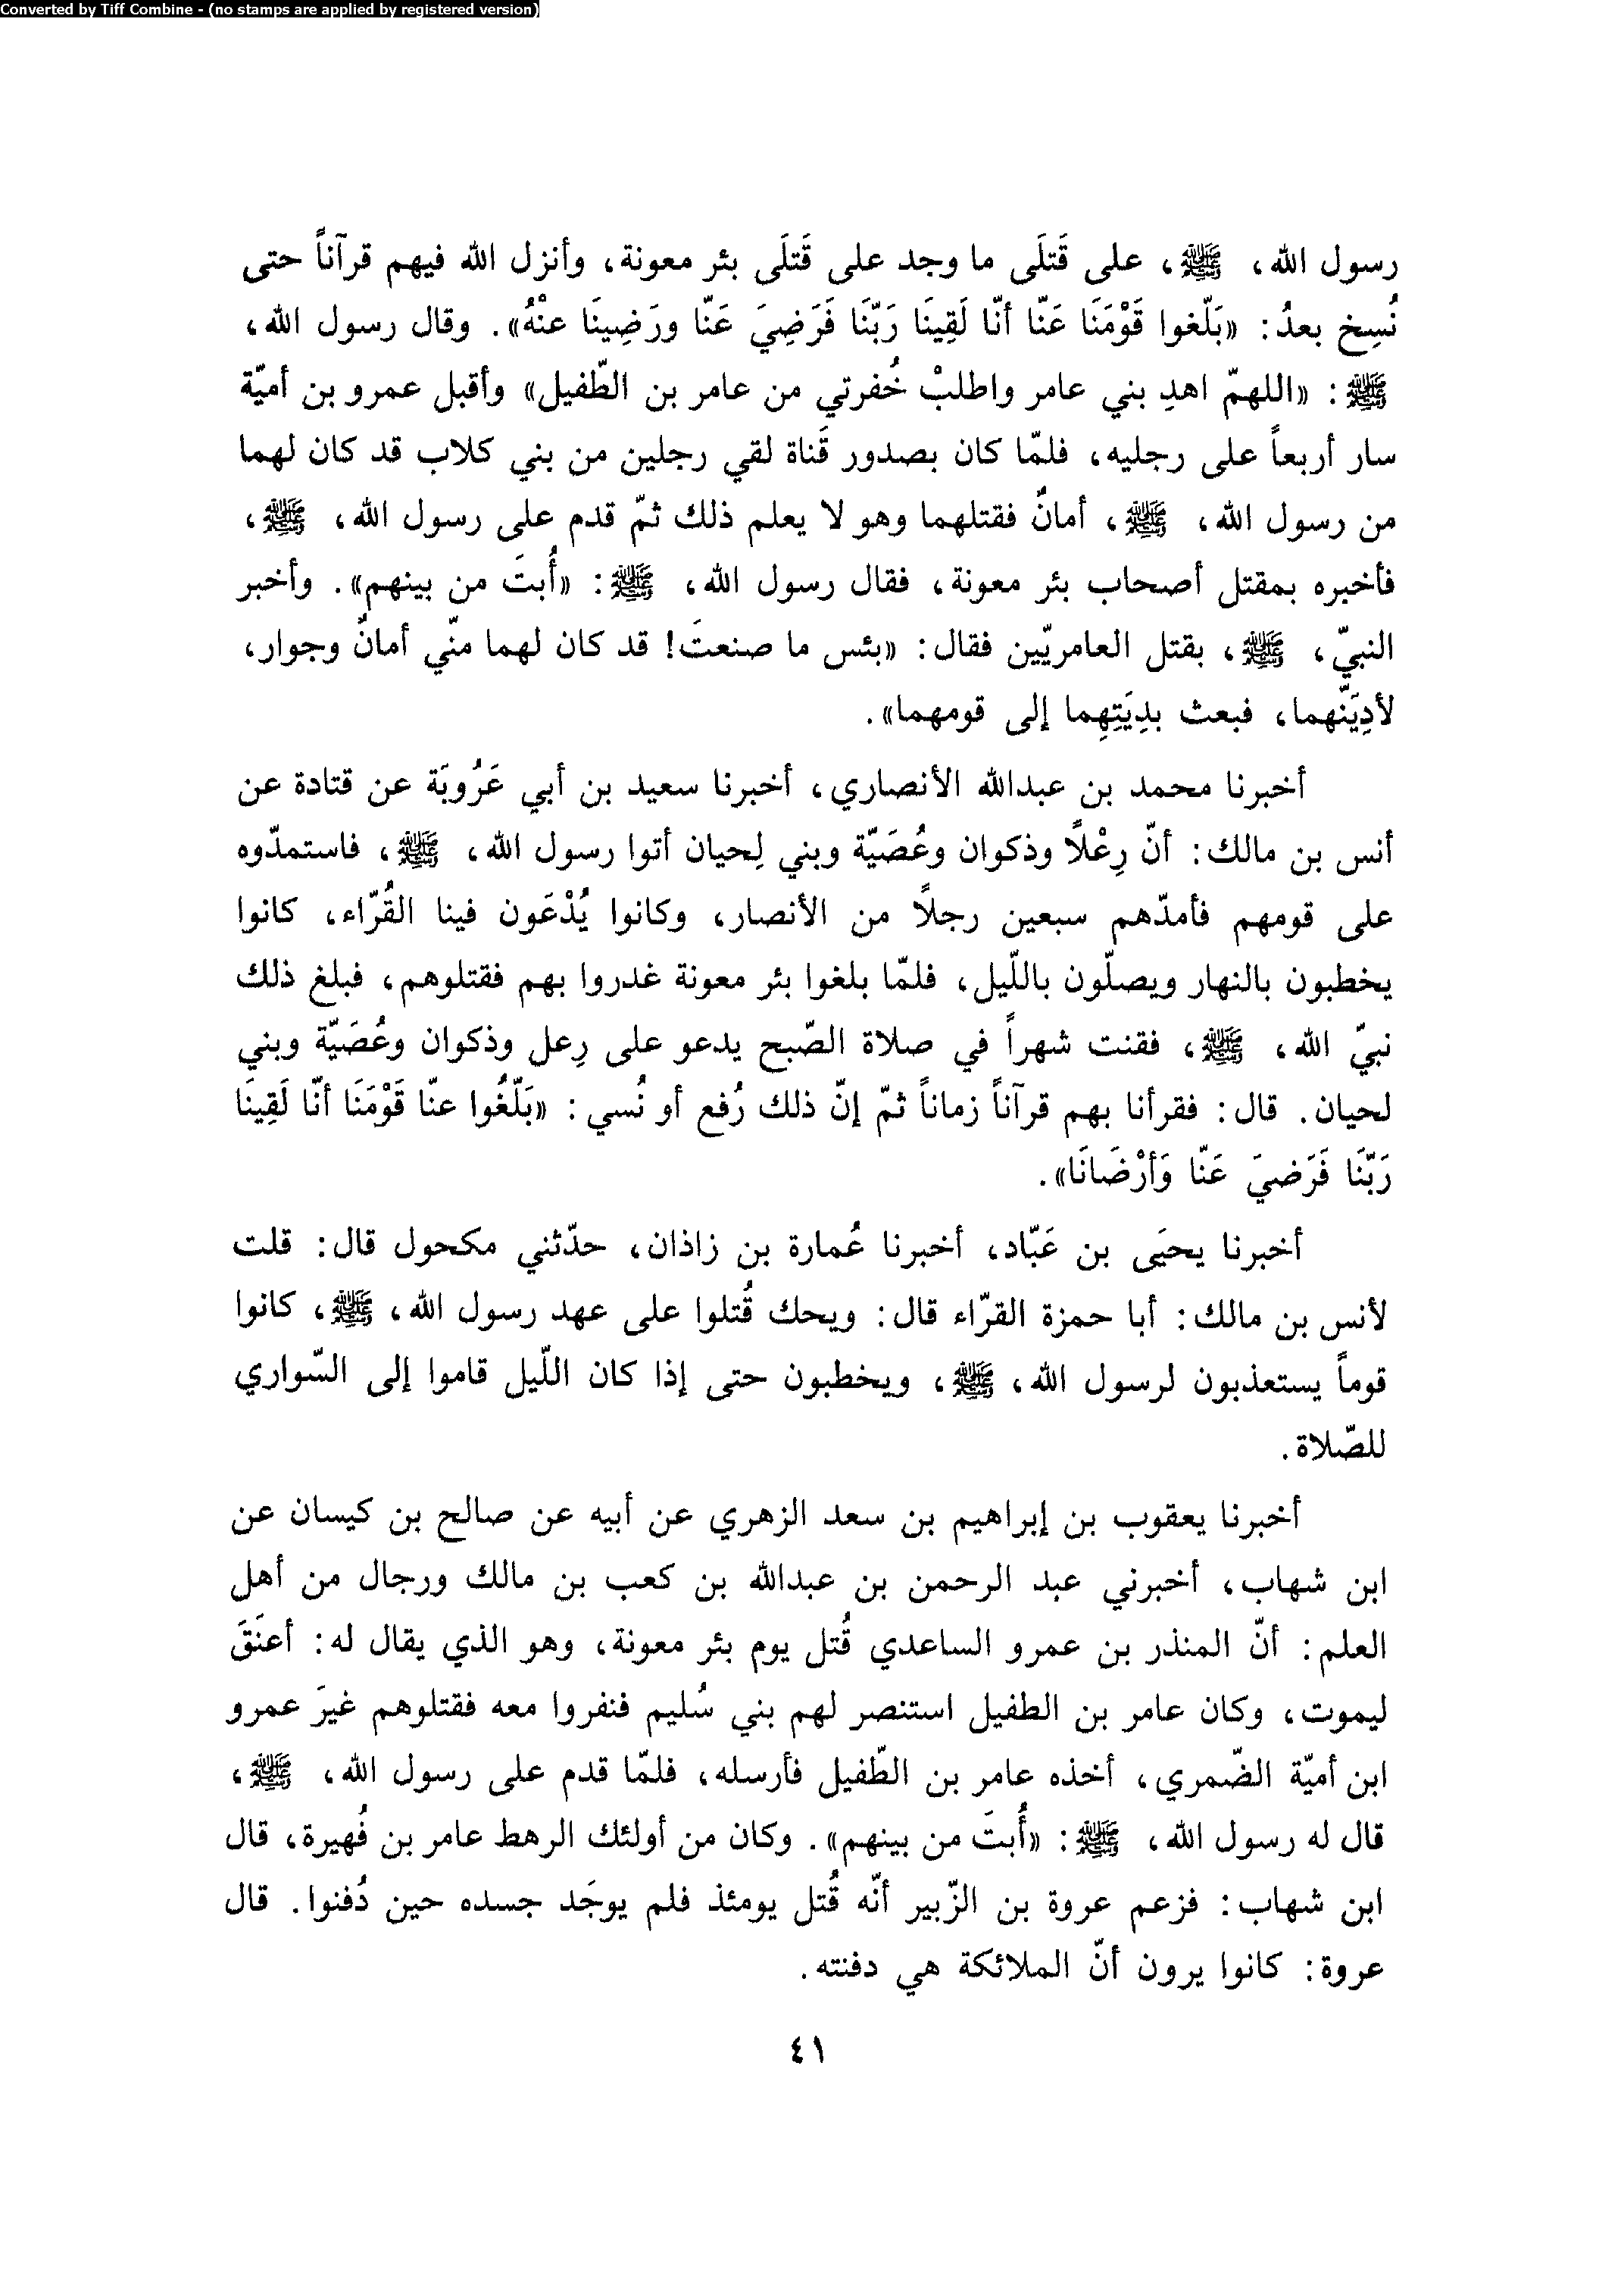 Converted by Tiff Combine - (no stamps are applied by registered version)
رسول الله، ﷺ، على قَتلَى ما وجد على قَتلَى بئر معونة، وأنزل الله فيهم قرآناً حتى
نُسِخ بعدُ: «بَلّغوا قَوْمَنَا عَنّا أنّا لَقِينَا رَبّنَا فَرَضِيَ عَنّا ورَضِينَا عنْهُ». وقال رسول الله،
ﷺ: «اللهمّ اهدِ بني عامر واطلبْ خُفرتي من عامر بن الطّفيل» وأقبل عمرو بن أميّة
سار أربعاً على رجليه، فلمّا كان بصدور قَناة لقي رجلين من بني كلاب قد كان لهما
من رسول الله، ﷺ، أمانٌ فقتلهما وهو لا يعلم ذلك ثمّ قدم على رسول الله، ﷺ،
فأخبره بمقتل أصحاب بئر معونة، فقال رسول الله، ﷺ: «أُبتَ من بينهم». وأخبر
النبيّ، ﷺ، بقتل العامريّين فقال: «بئس ما صنعتَ! قد كان لهما منّي أمانٌ وجوار،
لأدِيَنّهما، فبعث بدِيَتِهِما إلى قومهما».
أخبرنا محمد بن عبدالله الأنصاري، أخبرنا سعيد بن أبي عَرُوبَة عن قتادة عن
أنس بن مالك: أنّ رِعْلًا وذكوان وعُصَيّة وبني لِحيان أتوا رسول الله، ﷺ، فاستمدّوه
على قومهم فأمدّهم سبعين رجلاً من الأنصار، وكانوا يُدْعَون فينا القُرّاء، كانوا
يخطبون بالنهار ويصلّون باللّيل، فلمّا بلغوا بئر معونة غدروا بهم فقتلوهم، فبلغ ذلك
نبيّ الله، ﷺ، فقنت شهراً في صلاة الصّبح يدعو على رِعل وذكوان وعُصَيّة وبني
لحيان. قال: فقرأنا بهم قرآناً زماناً ثمّ إنّ ذلك رُفع أو نُسي: «بَلّغُوا عنّا قَوْمَنَا أنّا لَقِينَا
رَبّنَا فَرَضيَ عَنّا وَأرْضَانَا».
أخبرنا يحيَى بن عَبّاد، أخبرنا عُمارة بن زاذان، حدّثني مكحول قال: قلت
لأنس بن مالك: أبا حمزة القرّاء قال: ويحك قُتلوا على عهد رسول الله، ﷺ، كانوا
قوماً يستعذبون لرسول الله، ﷺ، ويخطبون حتى إذا كان اللّيل قاموا إلى السّواري
للصّلاة.
أخبرنا يعقوب بن إبراهيم بن سعد الزهري عن أبيه عن صالح بن كيسان عن
ابن شهاب، أخبرني عبد الرحمن بن عبدالله بن كعب بن مالك ورجال من أهل
العلم: أنّ المنذر بن عمرو الساعدي قُتل يوم بئر معونة، وهو الذي يقال له: أعنَقَ
ليموت، وكان عامر بن الطفيل استنصر لهم بني سُليم فنفروا معه فقتلوهم غيرَ عمرو
ابن أميّة الضّمري، أخذه عامر بن الطّفيل فأرسله، فلمّا قدم على رسول الله، ﷺ،
قال له رسول الله، ﷺ: «أُبتَ من بينهم». وكان من أولئك الرهط عامر بن فُهيرة، قال
ابن شهاب: فزعم عروة بن الزّبير أنّه قُتل يومئذ فلم يوجَد جسده حين دُفنوا. قال
عروة: كانوا يرون أنّ الملائكة هي دفنته.
٤١